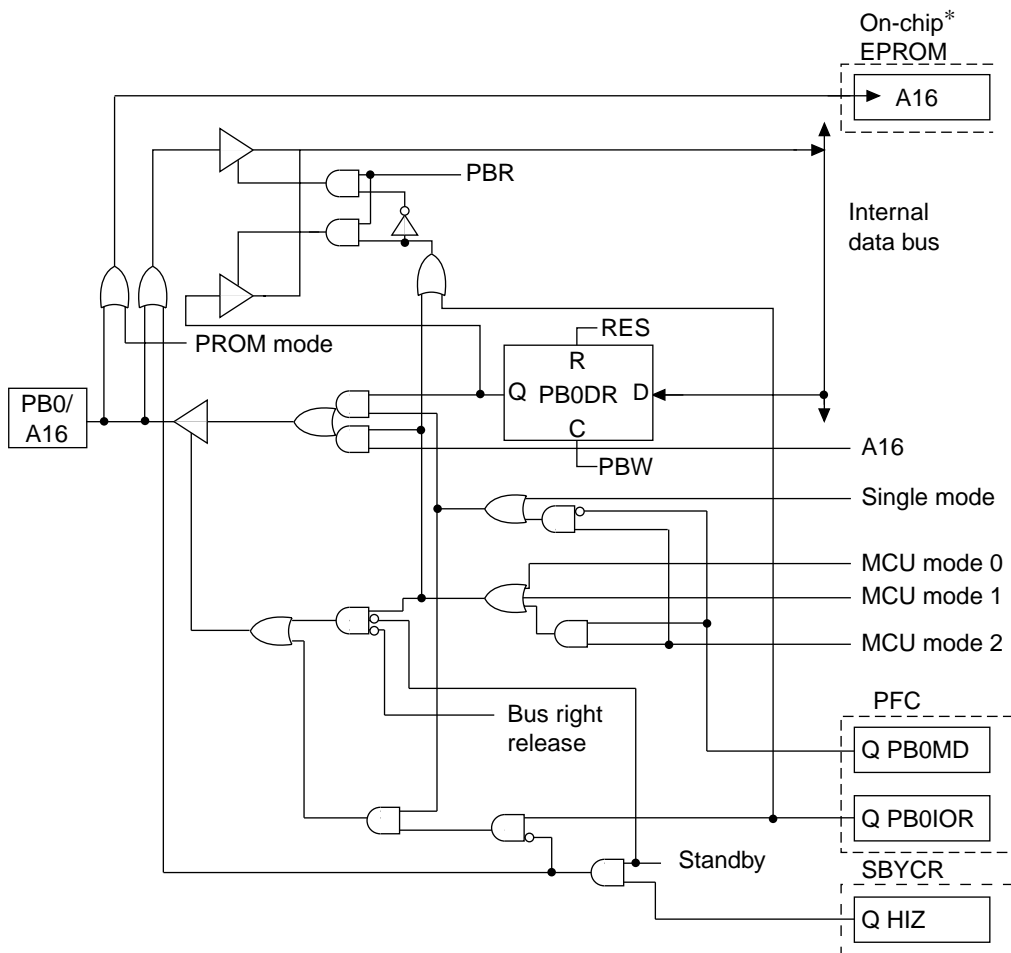 On-chip*
EPROM
A16
PBR
Internal
data bus
RES
PROM mode
R
Q PB0DR D
C
PB0/
A16
PBW
A16
Single mode
MCU mode 0
MCU mode 1
MCU mode 2
Bus right
release
PFC
Q PB0MD
Q PB0IOR
Standby
SBYCR
Q HIZ